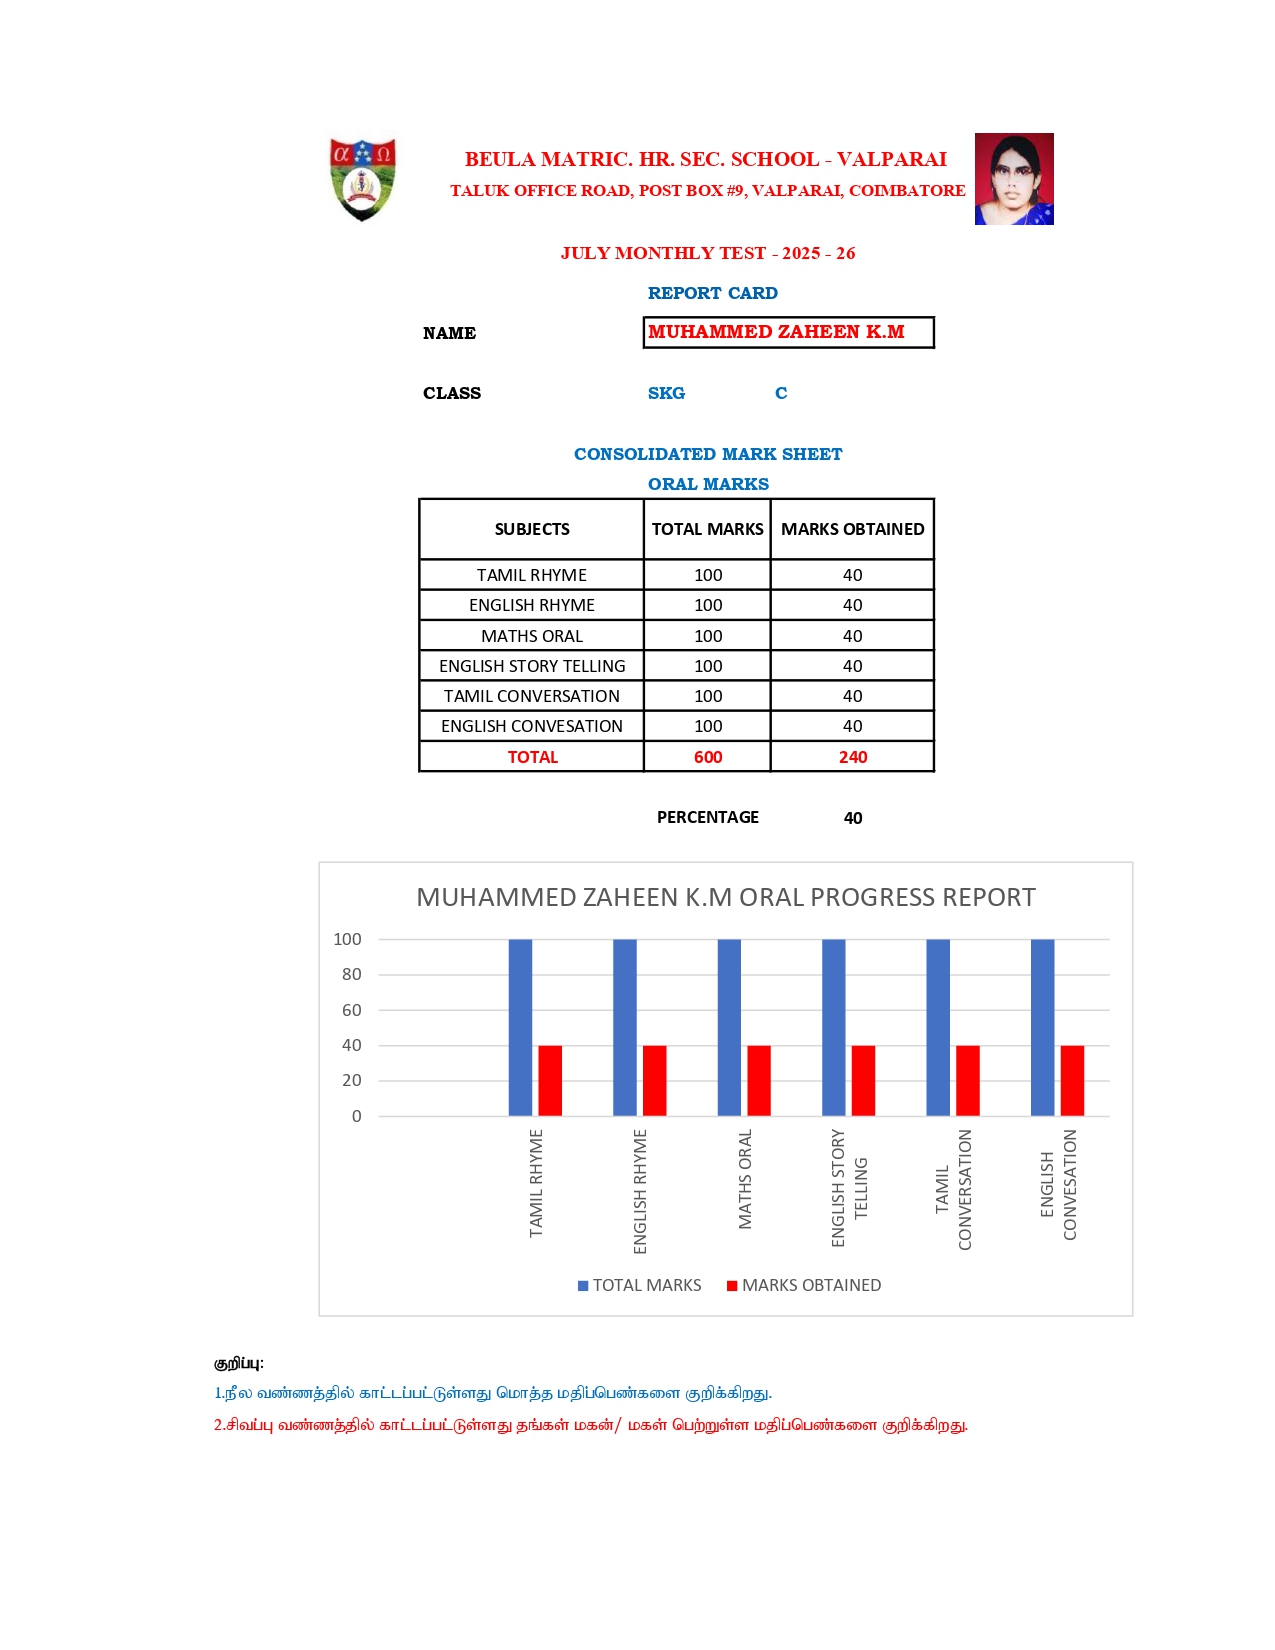 α Ω
BEULA MATRIC. HR. SEC. SCHOOL - VALPARAI
TALUK OFFICE ROAD, POST BOX #9, VALPARAI, COIMBATORE
JULY MONTHLY TEST - 2025 - 26
REPORT CARD
NAME MUHAMMED ZAHEEN K.M
CLASS SKG C
CONSOLIDATED MARK SHEET
ORAL MARKS
SUBJECTS TOTAL MARKS MARKS OBTAINED
TAMIL RHYME 100 40
ENGLISH RHYME 100 40
MATHS ORAL 100 40
ENGLISH STORY TELLING 100 40
TAMIL CONVERSATION 100 40
ENGLISH CONVESATION 100 40
TOTAL 600 240
PERCENTAGE 40
MUHAMMED ZAHEEN K.M ORAL PROGRESS REPORT
100
80
60
40
20
0
TAMIL RHYME
ENGLISH RHYME
MATHS ORAL
ENGLISH STORY
TELLING
TAMIL
CONVERSATION
ENGLISH
CONVESATION
TOTAL MARKS MARKS OBTAINED
குறிப்பு:
1.நீல வண்ணத்தில் காட்டப்பட்டுள்ளது மொத்த மதிப்பெண்களை குறிக்கிறது.
2.சிவப்பு வண்ணத்தில் காட்டப்பட்டுள்ளது தங்கள் மகன்/ மகள் பெற்றுள்ள மதிப்பெண்களை குறிக்கிறது.